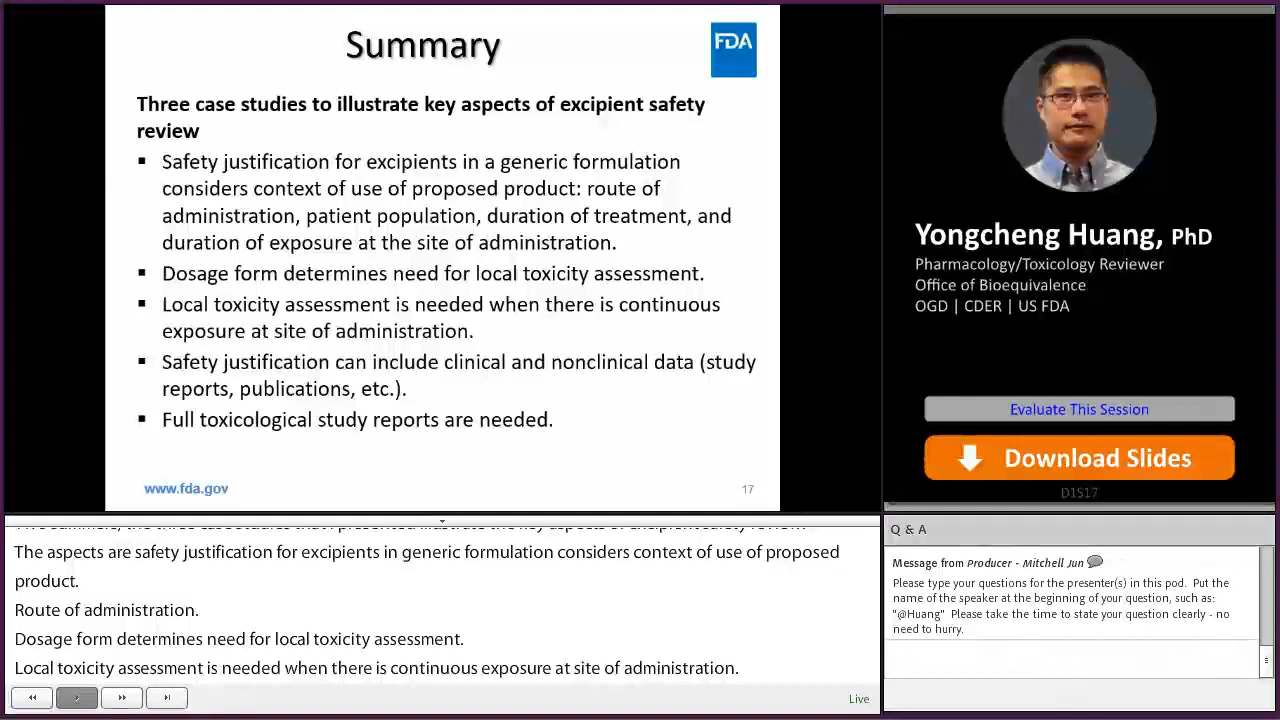 Summary
FDA
Three case studies to illustrate key aspects of excipient safety
review
▪ Safety justification for excipients in a generic formulation
considers context of use of proposed product: route of
administration, patient population, duration of treatment, and
duration of exposure at the site of administration.
▪ Dosage form determines need for local toxicity assessment.
▪ Local toxicity assessment is needed when there is continuous
exposure at site of administration.
▪ Safety justification can include clinical and nonclinical data (study
reports, publications, etc.).
▪ Full toxicological study reports are needed.
www.fda.gov
17
Yongcheng Huang, PhD
Pharmacology/Toxicology Reviewer
Office of Bioequivalence
OGD | CDER | US FDA
Evaluate This Session
Download Slides
D1S17
The aspects are safety justification for excipients in generic formulation considers context of use of proposed
product.
Route of administration.
Dosage form determines need for local toxicity assessment.
Local toxicity assessment is needed when there is continuous exposure at site of administration.
Live
Q & A
Message from Producer - Mitchell Jun
Please type your questions for the presenter(s) in this pod. Put the
name of the speaker at the beginning of your question, such as:
"@Huang" Please take the time to state your question clearly - no
need to hurry.